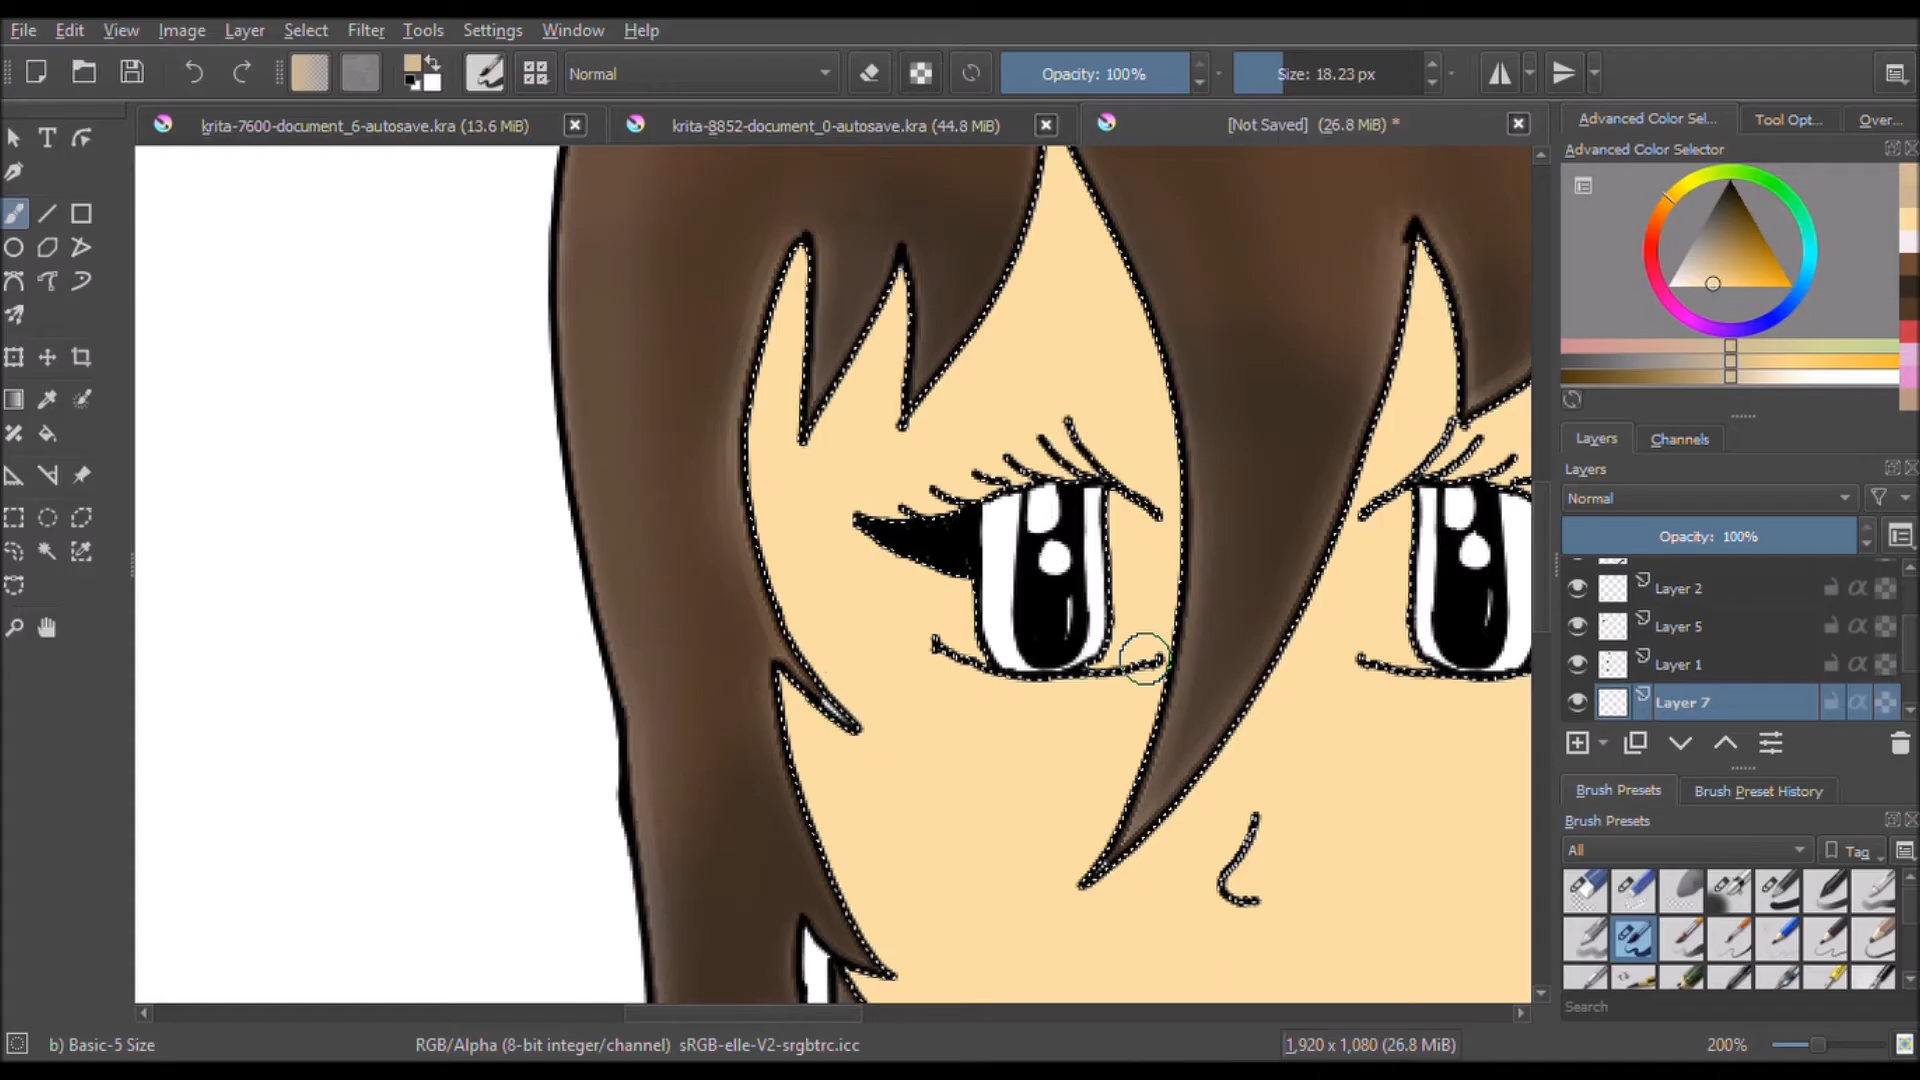 File Edit View Image Layer Select Filter Tools Settings Window Help
Normal Opacity: 100% Size: 18.23 px
krita-7600-document_6-autosave.kra (13.6 MiB) krita-8852-document_0-autosave.kra (44.8 MiB) [Not Saved] (26.8 MiB) *
Advanced Color Sel... Tool Opt... Over...
Advanced Color Selector
Layers Channels
Layers
Normal
Opacity: 100%
Layer 2
Layer 5
Layer 1
Layer 7
Brush Presets Brush Preset History
Brush Presets
All Tag
Search
b) Basic-5 Size RGB/Alpha (8-bit integer/channel) sRGB-elle-V2-srgbtrc.icc 1,920 x 1,080 (26.8 MiB) 200%